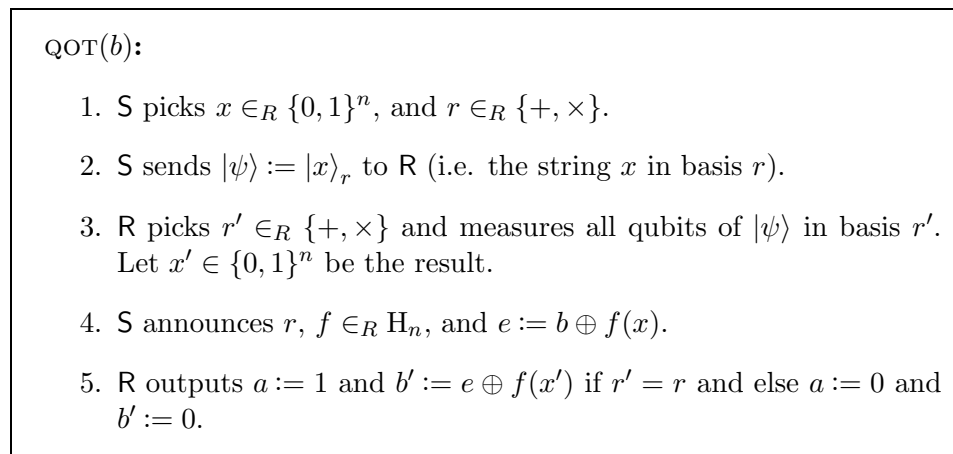 QOT(b):
1. S picks x ∈_R {0, 1}^n, and r ∈_R {+, ×}.
2. S sends |ψ⟩ := |x⟩_r to R (i.e. the string x in basis r).
3. R picks r′ ∈_R {+, ×} and measures all qubits of |ψ⟩ in basis r′.
Let x′ ∈ {0, 1}^n be the result.
4. S announces r, f ∈_R H_n, and e := b ⊕ f(x).
5. R outputs a := 1 and b′ := e ⊕ f(x′) if r′ = r and else a := 0 and
b′ := 0.